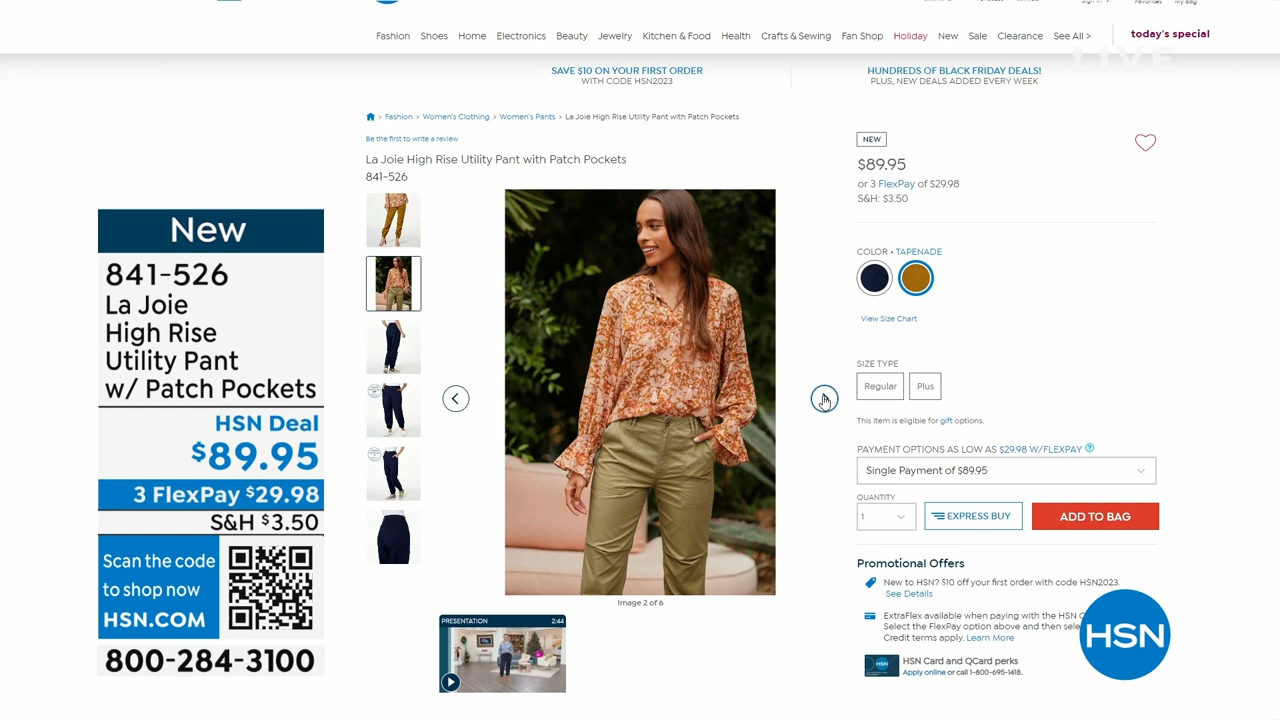 Fashion Shoes Home Electronics Beauty Jewelry Kitchen & Food Health Crafts & Sewing Fan Shop Holiday New Sale Clearance See All >
today's special
LIVE
SAVE $10 ON YOUR FIRST ORDER
WITH CODE HSN2023
HUNDREDS OF BLACK FRIDAY DEALS!
PLUS, NEW DEALS ADDED EVERY WEEK
> Fashion > Women's Clothing > Women's Pants > La Joie High Rise Utility Pant with Patch Pockets
Be the first to write a review
La Joie High Rise Utility Pant with Patch Pockets
841-526
Image 2 of 6
PRESENTATION 2:44
NEW
$89.95
or 3 FlexPay of $29.98
S&H: $3.50
COLOR • TAPENADE
View Size Chart
SIZE TYPE
Regular Plus
This item is eligible for gift options.
PAYMENT OPTIONS AS LOW AS $29.98 W/FLEXPAY ?
Single Payment of $89.95
QUANTITY
1
EXPRESS BUY
ADD TO BAG
Promotional Offers
New to HSN? $10 off your first order with code HSN2023.
See Details
ExtraFlex available when paying with the HSN
Select the FlexPay option above and then
Credit terms apply. Learn More
HSN Card and QCard perks
Apply online or call 1-800-695-1418.
HSN
New
841-526
La Joie
High Rise
Utility Pant
w/ Patch Pockets
HSN Deal
$89.95
3 FlexPay $29.98
S&H $3.50
Scan the code
to shop now
HSN.COM
800-284-3100